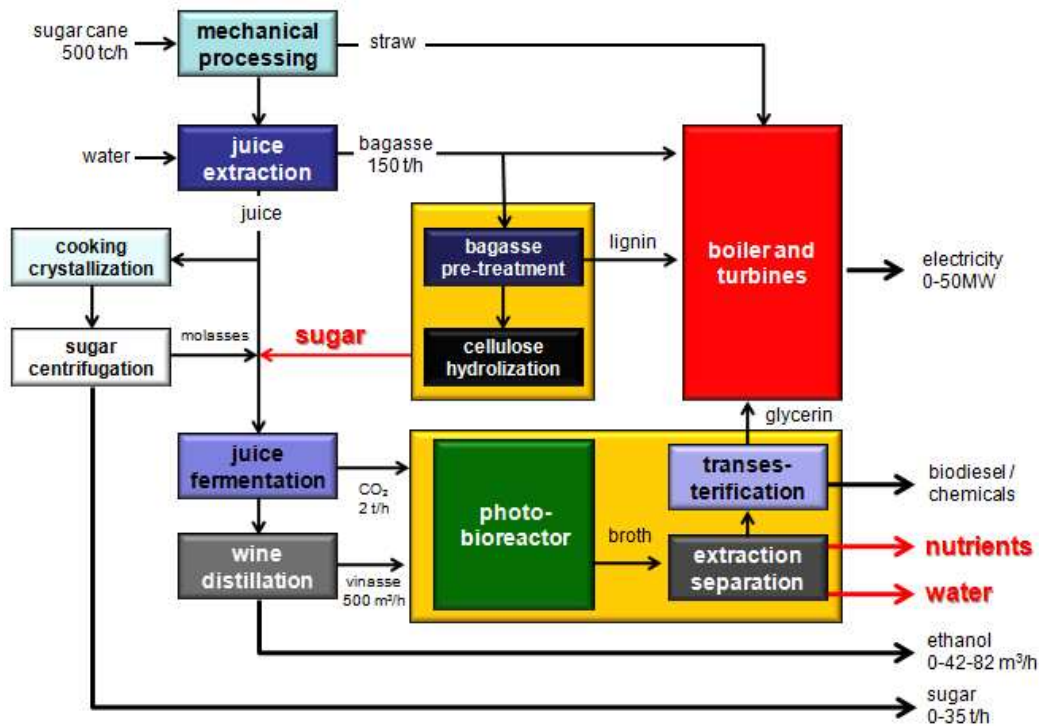 sugar cane
500 tc/h
mechanical
processing
straw
water
juice
extraction
bagasse
150 t/h
juice
cooking
crystallization
bagasse
pre-treatment
lignin
boiler and
turbines
electricity
0-50MW
sugar
centrifugation
molasses
sugar
cellulose
hydrolization
glycerin
juice
fermentation
CO₂
2 t/h
photo-
bioreactor
transes-
terification
biodiesel /
chemicals
broth
wine
distillation
vinasse
500 m³/h
extraction
separation
nutrients
water
ethanol
0-42-82 m³/h
sugar
0-35 t/h